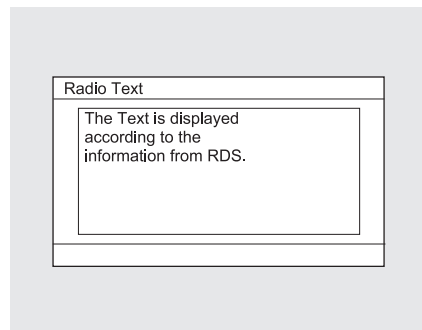 Radio Text
The Text is displayed
according to the
information from RDS.